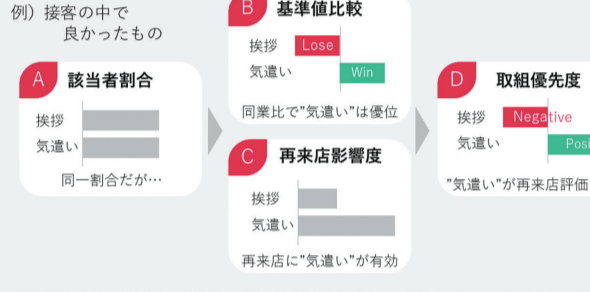 例）接客の中で
良かったもの
A 該当者割合
挨拶
気遣い
同一割合だが…
B 基準値比較
挨拶 Lose
気遣い Win
同業比で”気遣い”は優位
C 再来店影響度
挨拶
気遣い
再来店に”気遣い”が有効
D 取組優先度
挨拶 Negative
気遣い Posi
”気遣い”が再来店評価